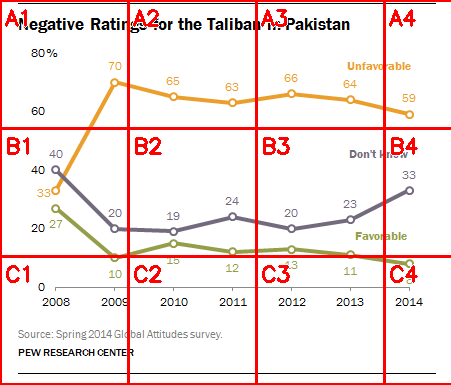 A1 A2 A3 A4
Negative Ratings for the Taliban in Pakistan
80%
70 65 63 66 64 59
Unfavorable
60
B1 B2 B3 B4
40
40 20 19 24 20 23 33
Don't know
33
27
20
Favorable
C1 C2 C3 C4
10 15 12 13 11 8
0
2008 2009 2010 2011 2012 2013 2014
Source: Spring 2014 Global Attitudes survey.
PEW RESEARCH CENTER